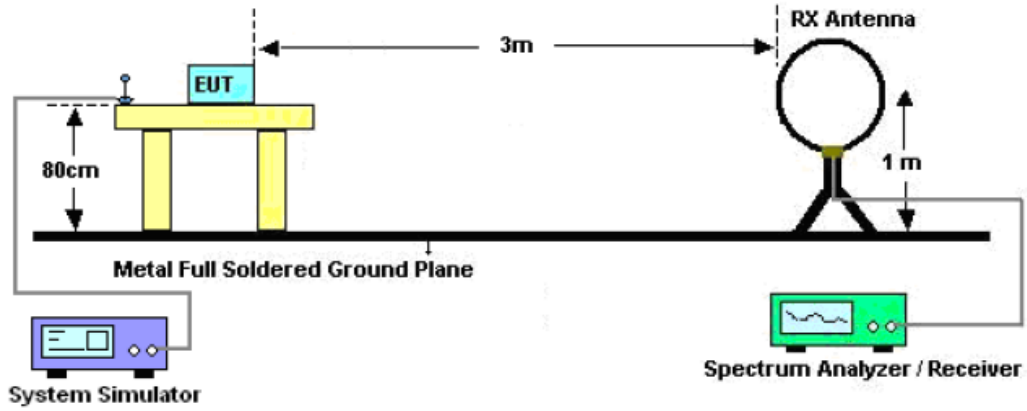 RX Antenna
3m
EUT
80cm
1 m
Metal Full Soldered Ground Plane
Spectrum Analyzer / Receiver
System Simulator